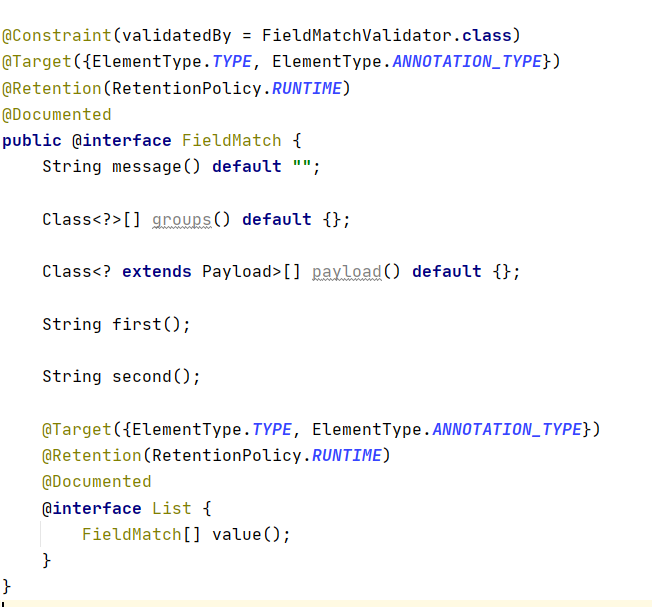 @Constraint(validatedBy = FieldMatchValidator.class)
@Target({ElementType.TYPE, ElementType.ANNOTATION_TYPE})
@Retention(RetentionPolicy.RUNTIME)
@Documented
public @interface FieldMatch {
    String message() default "";

    Class<?>[] groups() default {};

    Class<? extends Payload>[] payload() default {};

    String first();

    String second();

    @Target({ElementType.TYPE, ElementType.ANNOTATION_TYPE})
    @Retention(RetentionPolicy.RUNTIME)
    @Documented
    @interface List {
        FieldMatch[] value();
    }
}